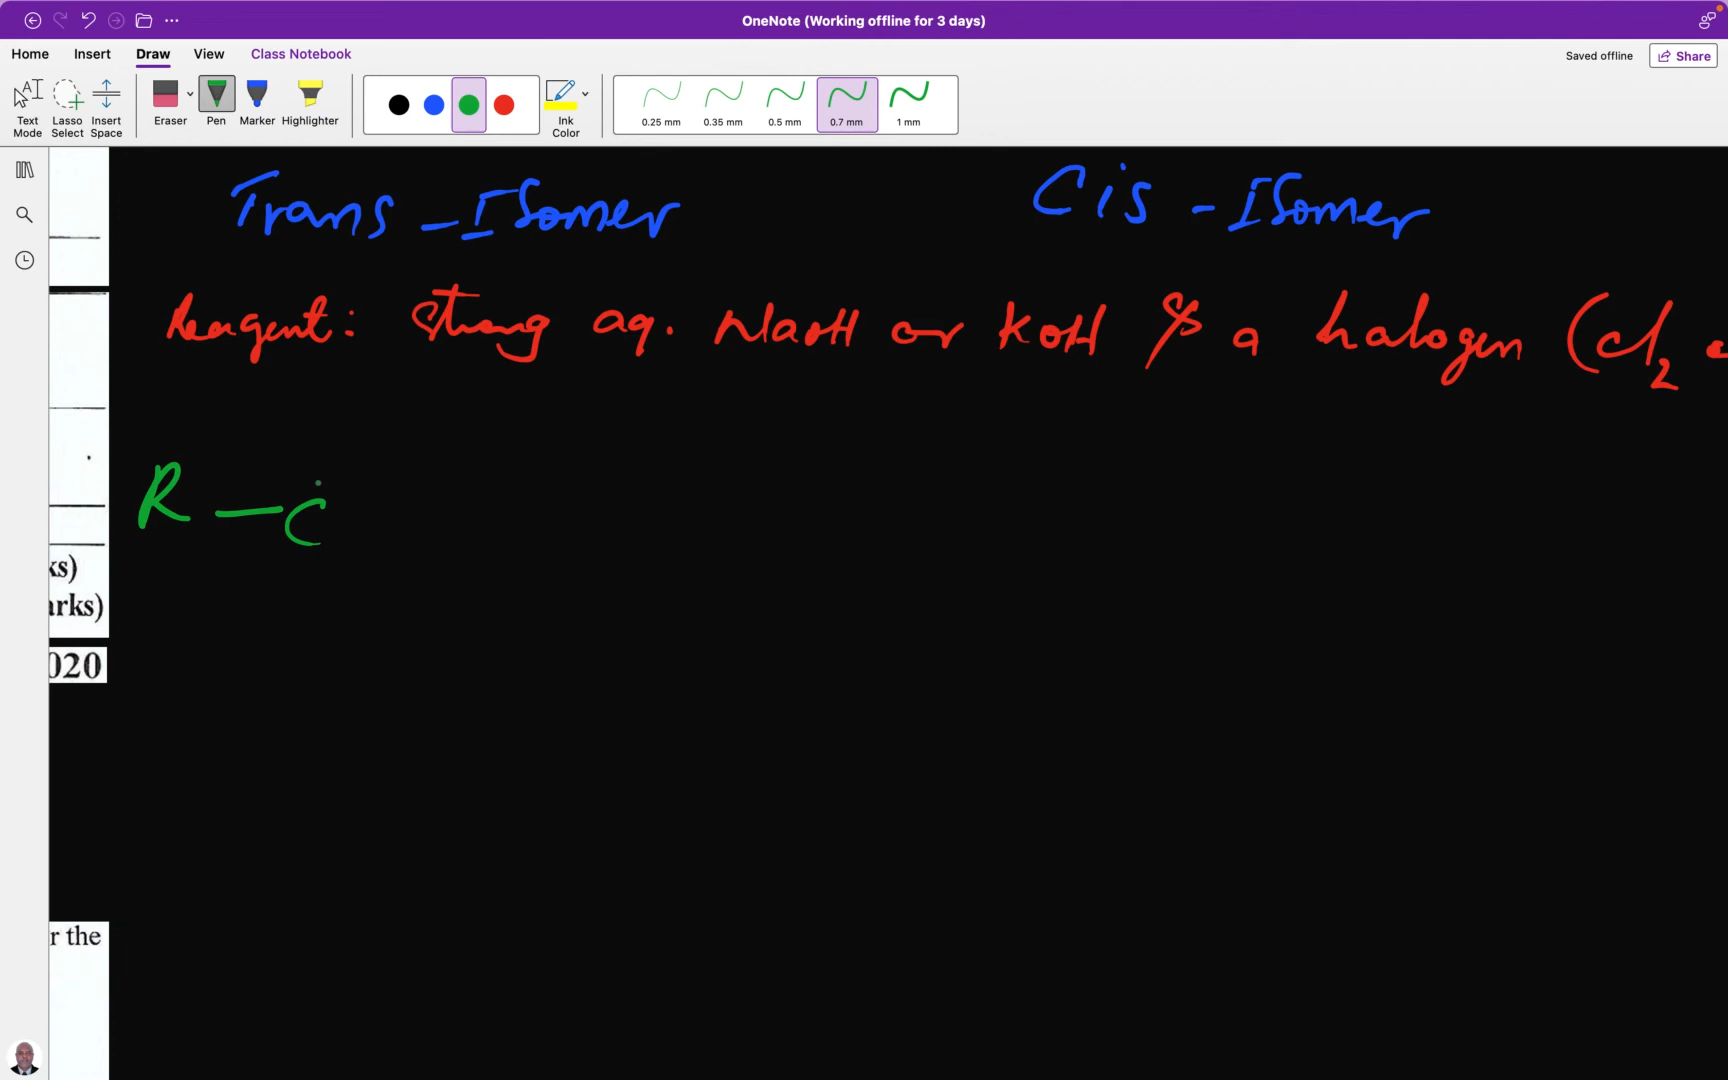 OneNote (Working offline for 3 days)
Home Insert Draw View Class Notebook
Saved offline Share
Text Mode
Lasso Select
Insert Space
Eraser
Pen
Marker
Highlighter
Ink Color
0.25 mm
0.35 mm
0.5 mm
0.7 mm
1 mm
Trans - Isomer
Cis - Isomer
Reagent: Strong aq. NaOH or KOH & a halogen (Cl2
R - C
ks)
arks)
020
r the